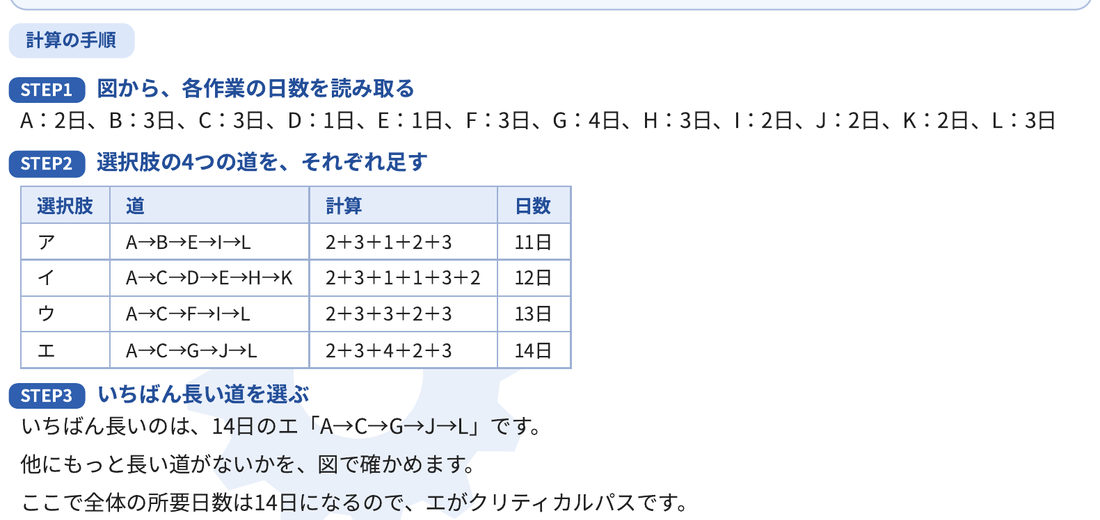 計算の手順
STEP1 図から、各作業の日数を読み取る
A：2日、B：3日、C：3日、D：1日、E：1日、F：3日、G：4日、H：3日、I：2日、J：2日、K：2日、L：3日
STEP2 選択肢の4つの道を、それぞれ足す
選択肢 道 計算 日数
ア A→B→E→I→L 2＋3＋1＋2＋3 11日
イ A→C→D→E→H→K 2＋3＋1＋1＋3＋2 12日
ウ A→C→F→I→L 2＋3＋3＋2＋3 13日
エ A→C→G→J→L 2＋3＋4＋2＋3 14日
STEP3 いちばん長い道を選ぶ
いちばん長いのは、14日のエ「A→C→G→J→L」です。
他にもっと長い道がないかを、図で確かめます。
ここで全体の所要日数は14日になるので、エがクリティカルパスです。